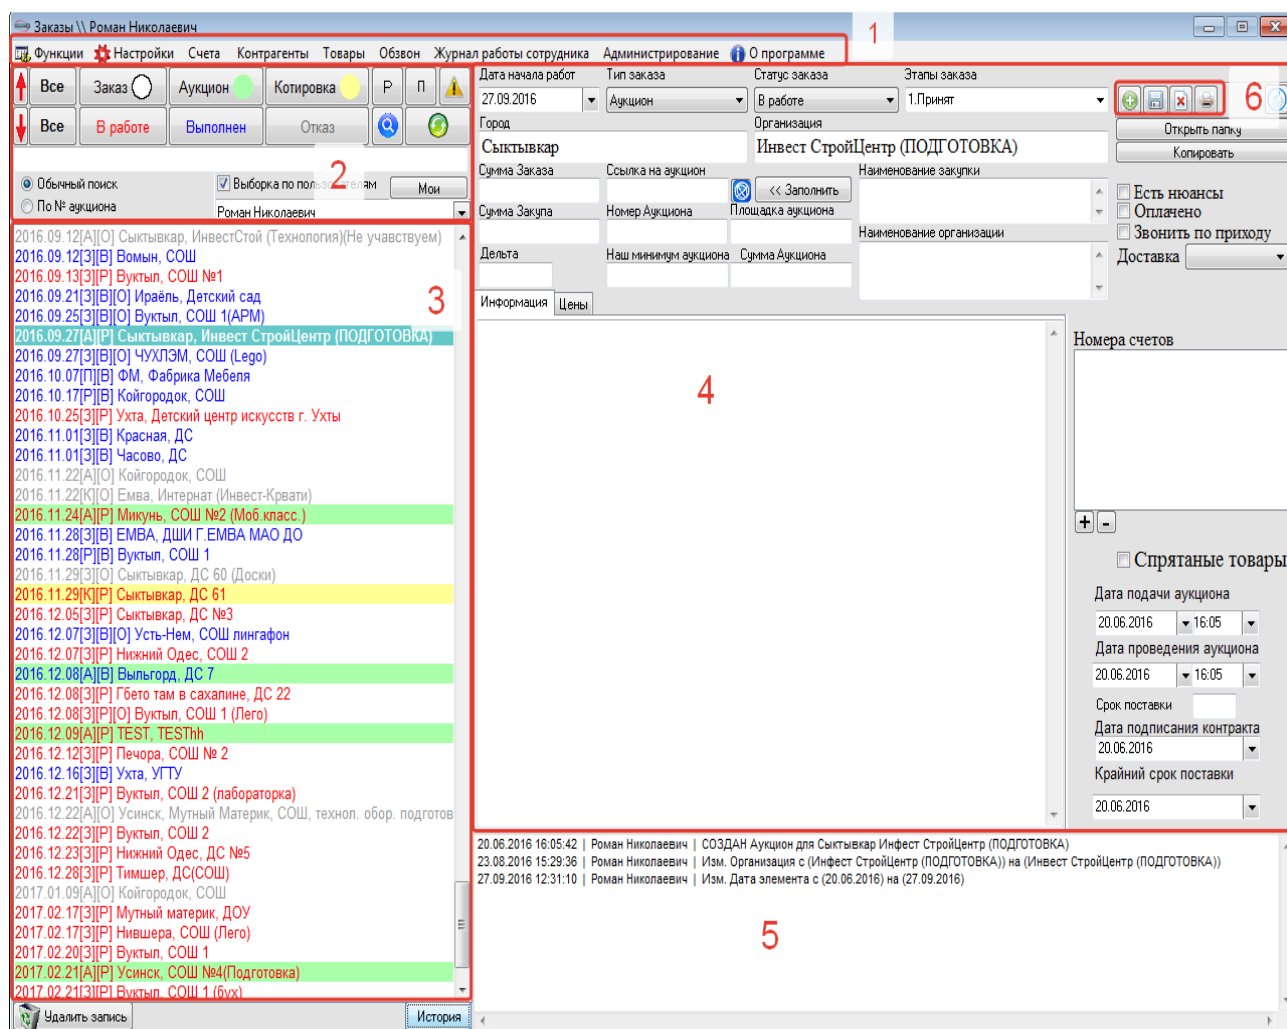 Заказы \\ Роман Николаевич
Функции Настройки Счета Контрагенты Товары Обзвон Журнал работы сотрудника Администрирование О программе
1
Все Заказ Аукцион Котировка Р П
Все В работе Выполнен Отказ
2
Обычный поиск
По № аукциона
Выборка по пользователям Мои
Роман Николаевич
2016.09.12[А][О] Сыктывкар, ИнвестСтой (Технология)(Не участвуем)
2016.09.12[З][В] Вомын, СОШ
2016.09.13[З][Р] Вуктыл, СОШ №1
2016.09.21[З][В][О] Ираёль, Детский сад
2016.09.25[З][В][О] Вуктыл, СОШ 1(АРМ)
2016.09.27[А][Р] Сыктывкар, Инвест СтройЦентр (ПОДГОТОВКА)
2016.09.27[З][В][О] ЧУХЛЭМ, СОШ (Lego)
2016.10.07[П][В] ФМ, Фабрика Мебеля
2016.10.17[Р][В] Койгородок, СОШ
2016.10.25[З][Р] Ухта, Детский центр искусств г. Ухты
2016.11.01[З][В] Красная, ДС
2016.11.01[З][В] Часово, ДС
2016.11.22[А][О] Койгородок, СОШ
2016.11.22[К][О] Емва, Интернат (Инвест-Крвати)
2016.11.24[А][Р] Микунь, СОШ №2 (Моб.класс.)
2016.11.28[З][В] ЕМВА, ДШИ Г.ЕМВА МАО ДО
2016.11.28[Р][В] Вуктыл, СОШ 1
2016.11.29[З][О] Сыктывкар, ДС 60 (Доски)
2016.11.29[К][Р] Сыктывкар, ДС 61
2016.12.05[З][Р] Сыктывкар, ДС №3
2016.12.07[З][В][О] Усть-Нем, СОШ лингафон
2016.12.07[З][Р] Нижний Одес, СОШ 2
2016.12.08[А][В] Выльгорд, ДС 7
2016.12.08[З][Р] Гбето там в сахалине, ДС 22
2016.12.08[З][Р][О] Вуктыл, СОШ 1 (Лего)
2016.12.09[А][Р] TEST, TESThh
2016.12.12[З][Р] Печора, СОШ № 2
2016.12.16[З][В] Ухта, УГТУ
2016.12.21[З][Р] Вуктыл, СОШ 2 (лабораторка)
2016.12.22[А][О] Усинск, Мутный Материк, СОШ, технол. обор. подготов
2016.12.22[З][Р] Вуктыл, СОШ 2
2016.12.23[З][Р] Нижний Одес, ДС №5
2016.12.28[З][Р] Тимшер, ДС(СОШ)
2017.01.09[А][О] Койгородок, СОШ
2017.02.17[З][Р] Мутный материк, ДОУ
2017.02.17[З][Р] Нившера, СОШ (Лего)
2017.02.20[З][Р] Вуктыл, СОШ 1
2017.02.21[А][Р] Усинск, СОШ №4(Подготовка)
2017.02.21[З][Р] Вуктыл, СОШ 1 (бух)
3
Удалить запись История
Дата начала работ Тип заказа Статус заказа Этапы заказа
27.09.2016 Аукцион В работе 1.Принят
6
Город Организация
Сыктывкар Инвест СтройЦентр (ПОДГОТОВКА)
Открыть папку
Копировать
Сумма Заказа Ссылка на аукцион Наименование закупки
<< Заполнить
Сумма Закупа Номер Аукциона Площадка аукциона
Наименование организации
Дельта Наш минимум аукциона Сумма Аукциона
Есть нюансы
Оплачено
Звонить по приходу
Доставка
Информация Цены
4
Номера счетов
+ -
Спрятаные товары
Дата подачи аукциона
20.06.2016 16:05
Дата проведения аукциона
20.06.2016 16:05
Срок поставки
Дата подписания контракта
20.06.2016
Крайний срок поставки
20.06.2016
20.06.2016 16:05:42 | Роман Николаевич | СОЗДАН Аукцион для Сыктывкар Инфест СтройЦентр (ПОДГОТОВКА)
23.08.2016 15:29:36 | Роман Николаевич | Изм. Организация с (Инфест СтройЦентр (ПОДГОТОВКА)) на (Инвест СтройЦентр (ПОДГОТОВКА))
27.09.2016 12:31:10 | Роман Николаевич | Изм. Дата элемента с (20.06.2016) на (27.09.2016)
5